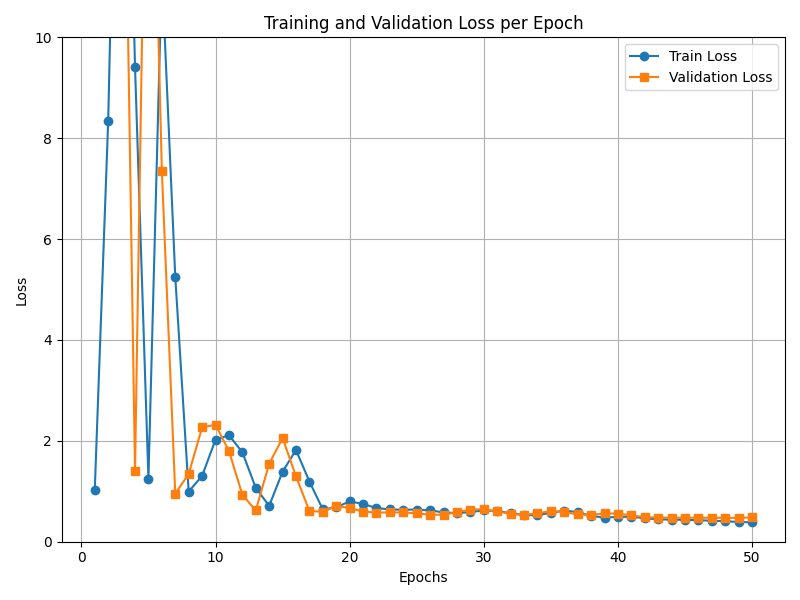 Training and Validation Loss per Epoch
Train Loss
Validation Loss
10
8
6
4
2
0
Loss
0 10 20 30 40 50
Epochs